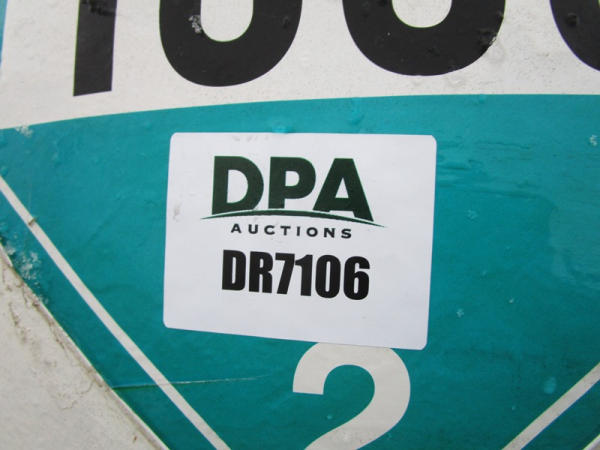 DPA
AUCTIONS
DR7106
2